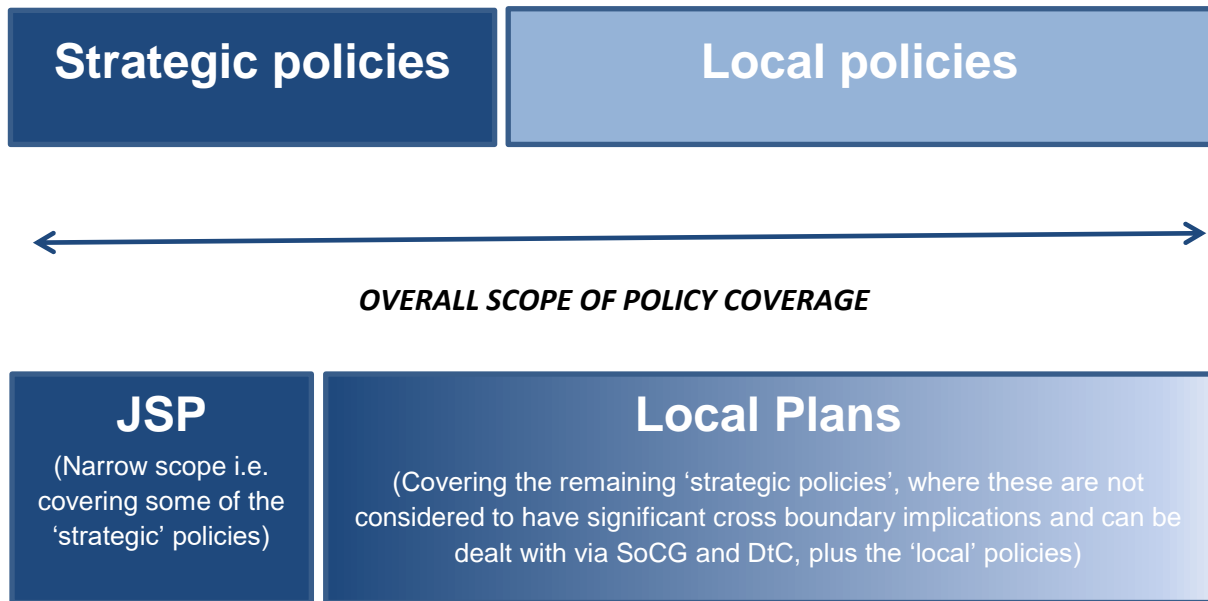 Strategic policies
Local policies
OVERALL SCOPE OF POLICY COVERAGE
JSP
(Narrow scope i.e.
covering some of the
‘strategic’ policies)
Local Plans
(Covering the remaining ‘strategic policies’, where these are not
considered to have significant cross boundary implications and can be
dealt with via SoCG and DtC, plus the ‘local’ policies)